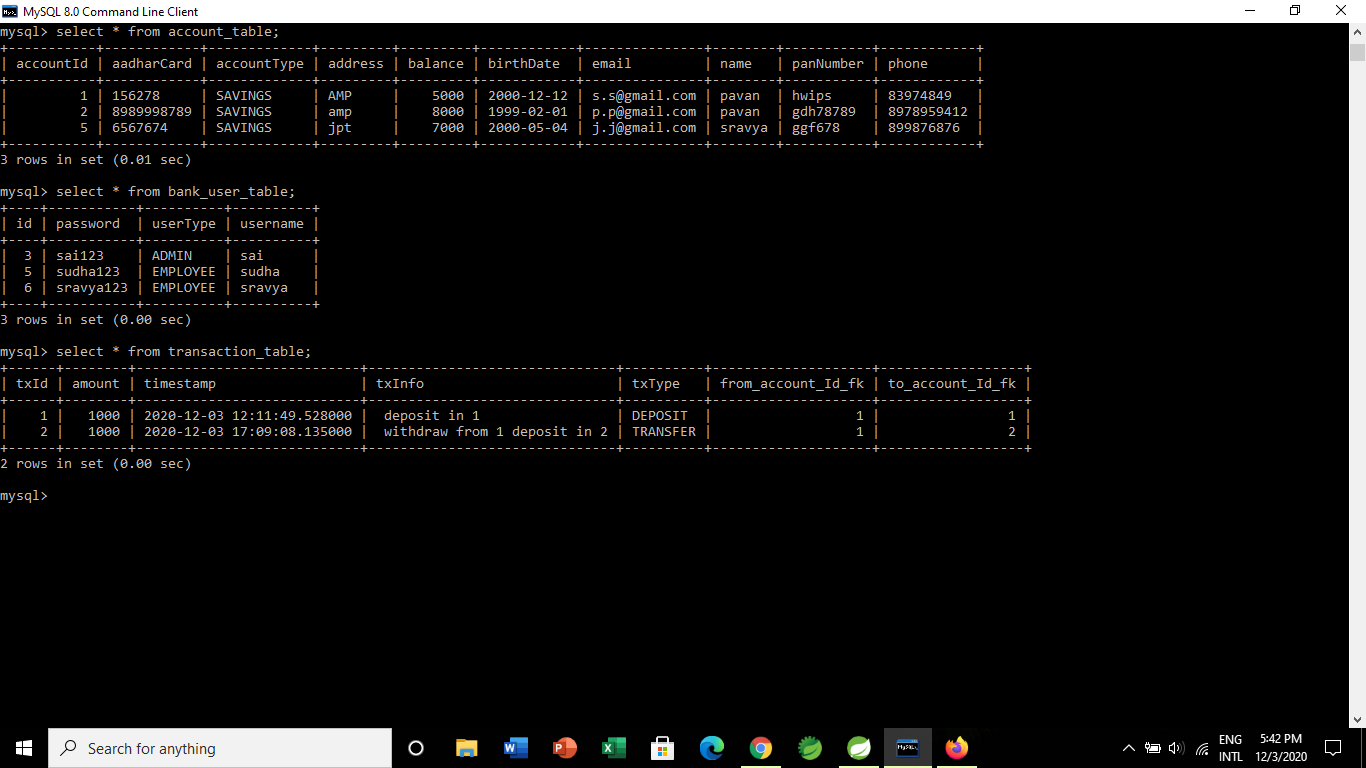 MySQL 8.0 Command Line Client
mysql> select * from account_table;
+-----------+------------+-------------+---------+---------+------------+---------------+--------+-----------+------------+
| accountId | aadharCard | accountType | address | balance | birthDate | email | name | panNumber | phone |
+-----------+------------+-------------+---------+---------+------------+---------------+--------+-----------+------------+
| 1 | 156278 | SAVINGS | AMP | 5000 | 2000-12-12 | s.s@gmail.com | pavan | hwips | 83974849 |
| 2 | 8989998789 | SAVINGS | amp | 8000 | 1999-02-01 | p.p@gmail.com | pavan | gdh78789 | 8978959412 |
| 5 | 6567674 | SAVINGS | jpt | 7000 | 2000-05-04 | j.j@gmail.com | sravya | ggf678 | 899876876 |
+-----------+------------+-------------+---------+---------+------------+---------------+--------+-----------+------------+
3 rows in set (0.01 sec)
mysql> select * from bank_user_table;
+----+-----------+----------+----------+
| id | password | userType | username |
+----+-----------+----------+----------+
| 3 | sai123 | ADMIN | sai |
| 5 | sudha123 | EMPLOYEE | sudha |
| 6 | sravya123 | EMPLOYEE | sravya |
+----+-----------+----------+----------+
3 rows in set (0.00 sec)
mysql> select * from transaction_table;
+------+--------+----------------------------+-------------------------------+----------+--------------------+------------------+
| txId | amount | timestamp | txInfo | txType | from_account_Id_fk | to_account_Id_fk |
+------+--------+----------------------------+-------------------------------+----------+--------------------+------------------+
| 1 | 1000 | 2020-12-03 12:11:49.528000 | deposit in 1 | DEPOSIT | 1 | 1 |
| 2 | 1000 | 2020-12-03 17:09:08.135000 | withdraw from 1 deposit in 2 | TRANSFER | 1 | 2 |
+------+--------+----------------------------+-------------------------------+----------+--------------------+------------------+
2 rows in set (0.00 sec)
mysql>
Search for anything
ENG
INTL
5:42 PM
12/3/2020